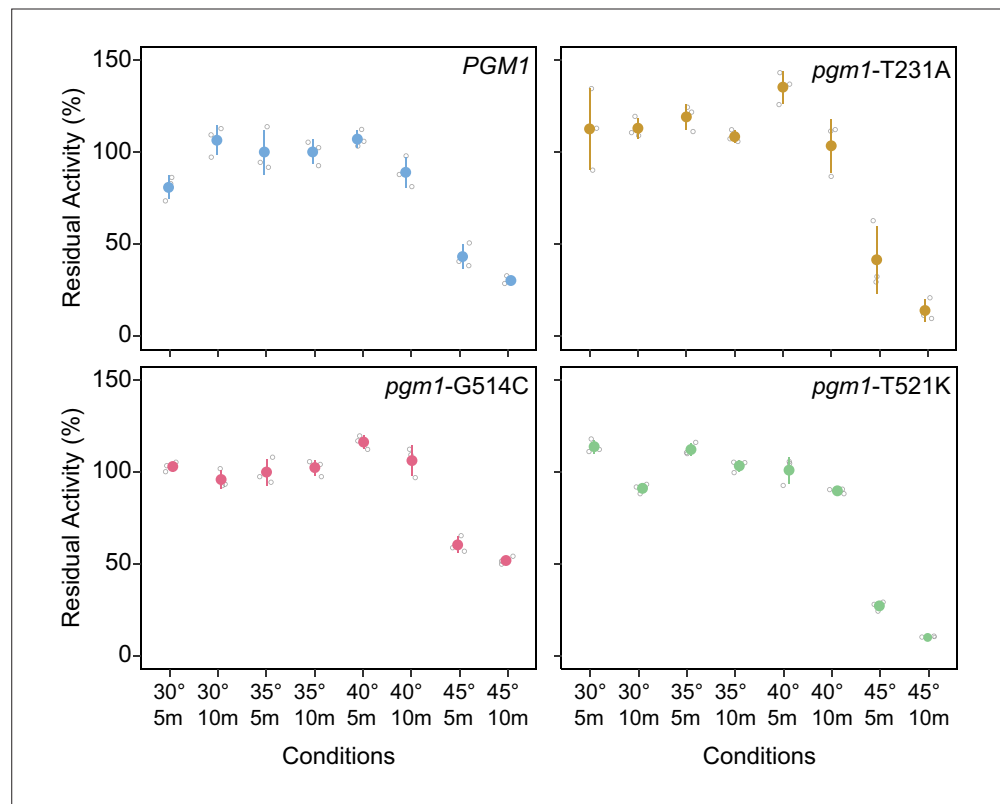 PGM1
pgm1-T231A
Residual Activity (%)
150
100
50
0
pgm1-G514C
pgm1-T521K
Residual Activity (%)
150
100
50
0
30° 30° 35° 35° 40° 40° 45° 45° 30° 30° 35° 35° 40° 40° 45° 45°
5m 10m 5m 10m 5m 10m 5m 10m 5m 10m 5m 10m 5m 10m 5m 10m
Conditions Conditions